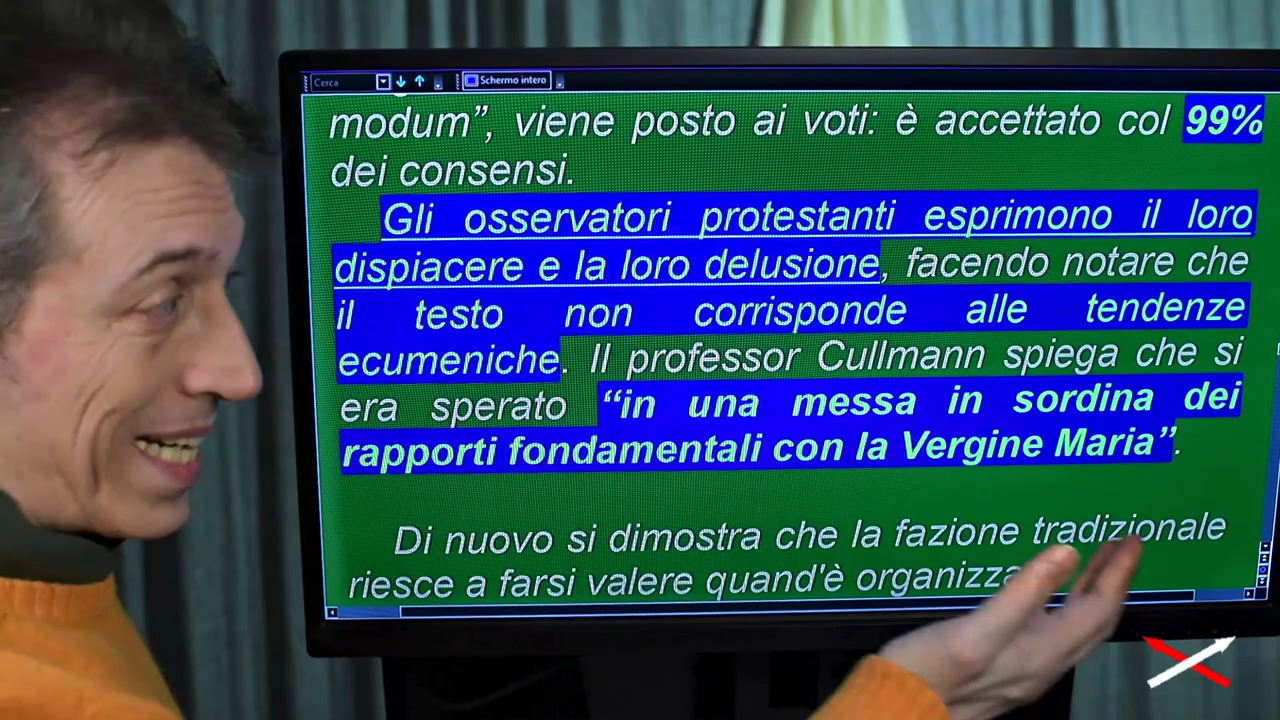 Cerca
Schermo intero
modum”, viene posto ai voti: è accettato col 99%
dei consensi.
Gli osservatori protestanti esprimono il loro
dispiacere e la loro delusione, facendo notare che
il testo non corrisponde alle tendenze
ecumeniche. Il professor Cullmann spiega che si
era sperato “in una messa in sordina dei
rapporti fondamentali con la Vergine Maria”.
Di nuovo si dimostra che la fazione tradizionale
riesce a farsi valere quand'è